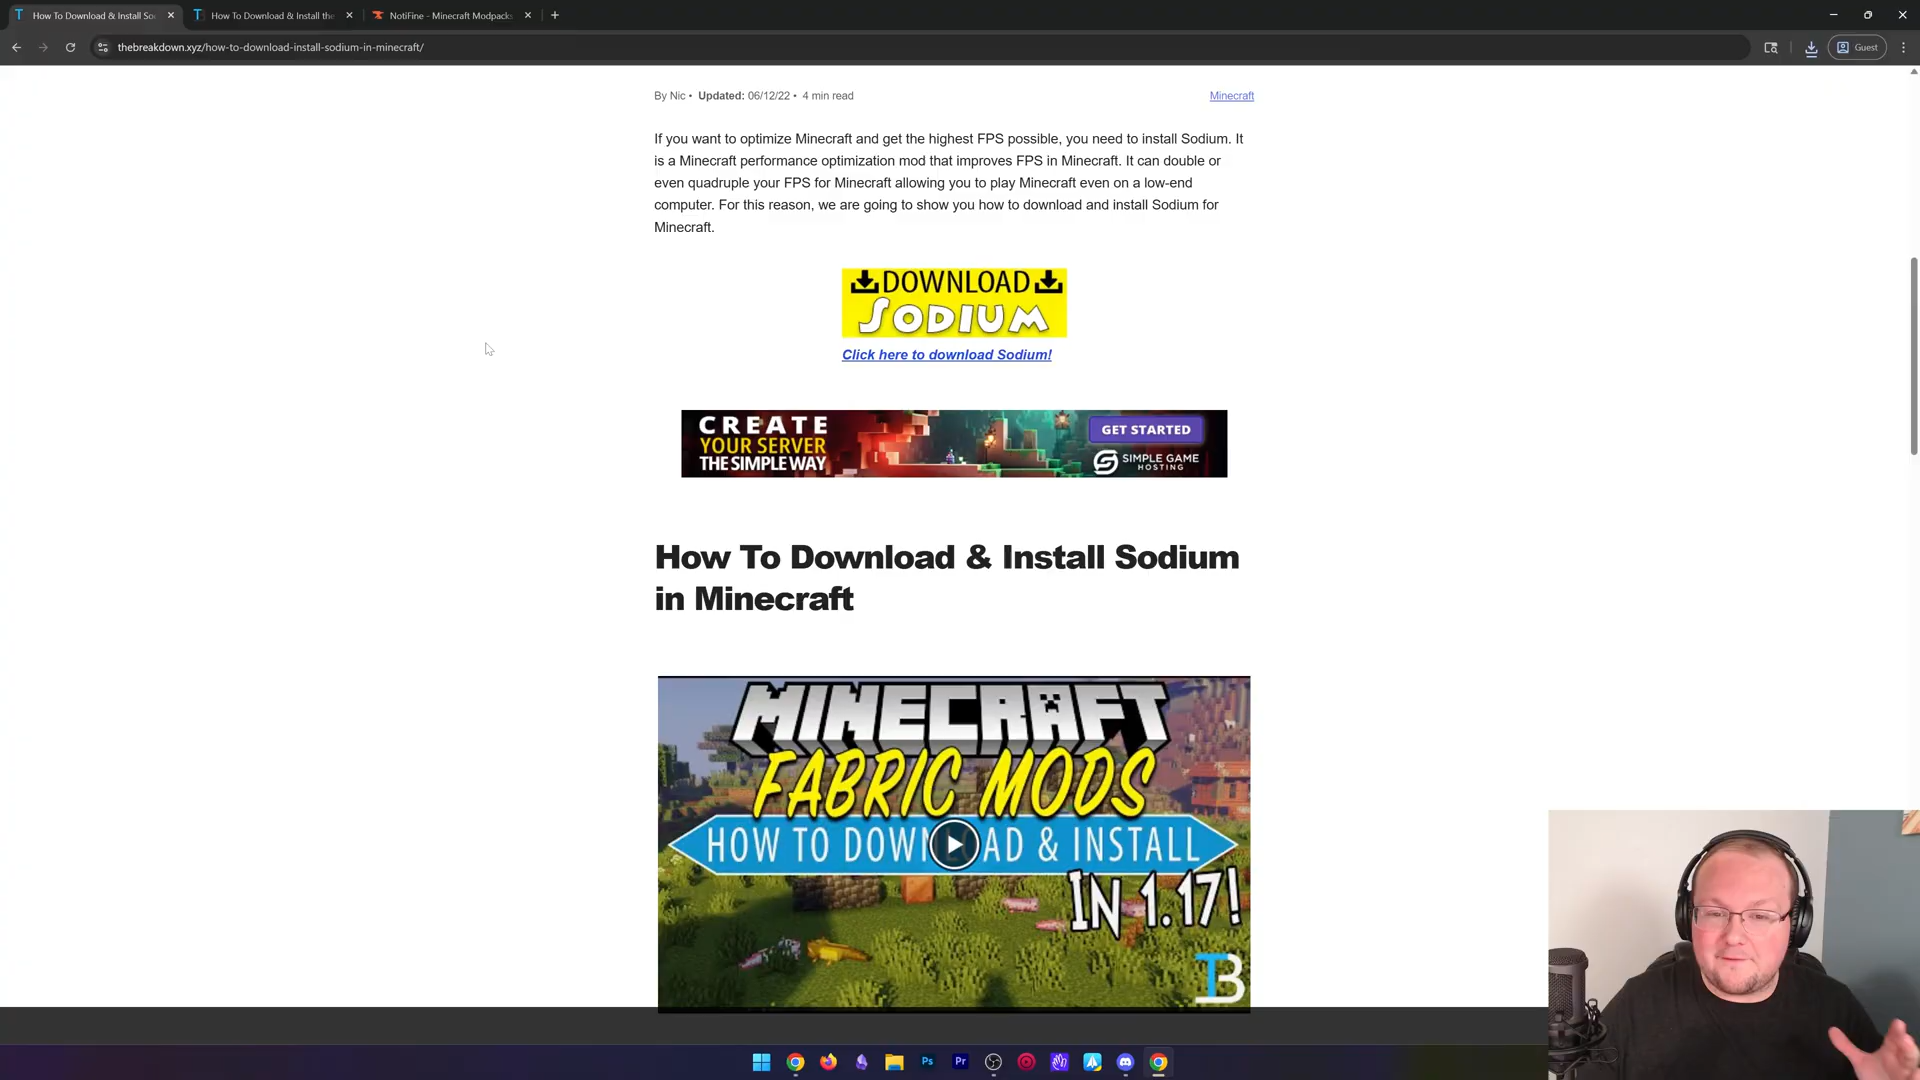 How To Download & Install So
How To Download & Install the
NotiFine - Minecraft Modpacks
thebreakdown.xyz/how-to-download-install-sodium-in-minecraft/
Guest
By Nic • Updated: 06/12/22 • 4 min read
Minecraft
If you want to optimize Minecraft and get the highest FPS possible, you need to install Sodium. It
is a Minecraft performance optimization mod that improves FPS in Minecraft. It can double or
even quadruple your FPS for Minecraft allowing you to play Minecraft even on a low-end
computer. For this reason, we are going to show you how to download and install Sodium for
Minecraft.
DOWNLOAD
SODIUM
Click here to download Sodium!
CREATE
YOUR SERVER
THE SIMPLE WAY
GET STARTED
SIMPLE GAME
HOSTING
How To Download & Install Sodium
in Minecraft
MINECRAFT
FABRIC MODS
HOW TO DOWNLOAD & INSTALL
IN 1.17!
TB
Ps
Pr